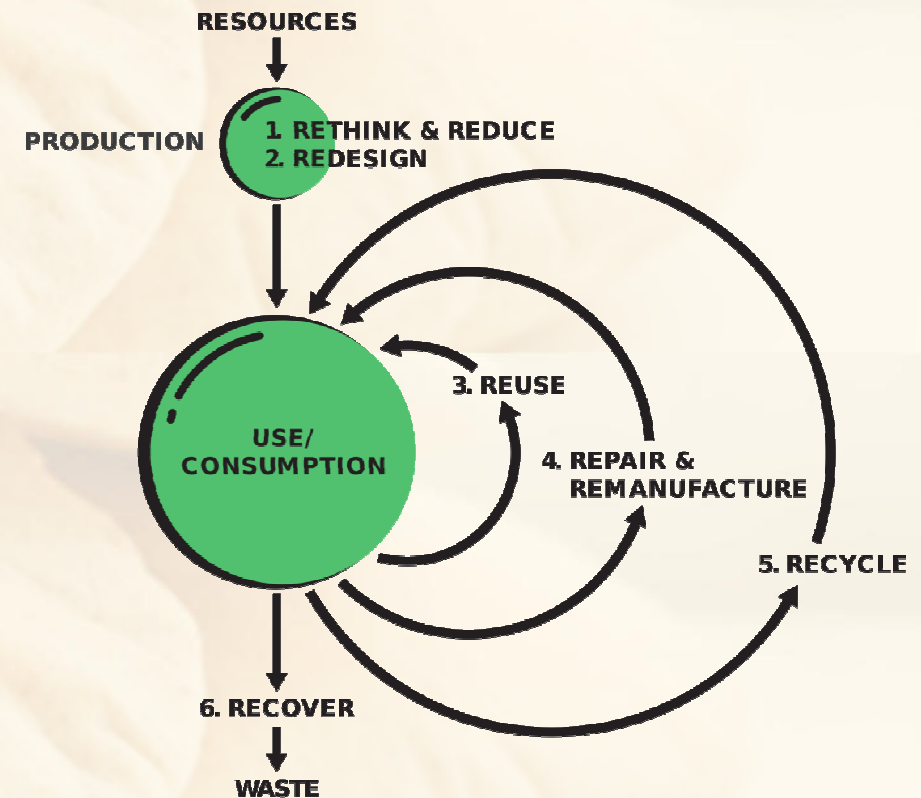 RESOURCES
PRODUCTION
1. RETHINK & REDUCE
2. REDESIGN
3. REUSE
USE/
CONSUMPTION
4. REPAIR &
REMANUFACTURE
5. RECYCLE
6. RECOVER
WASTE